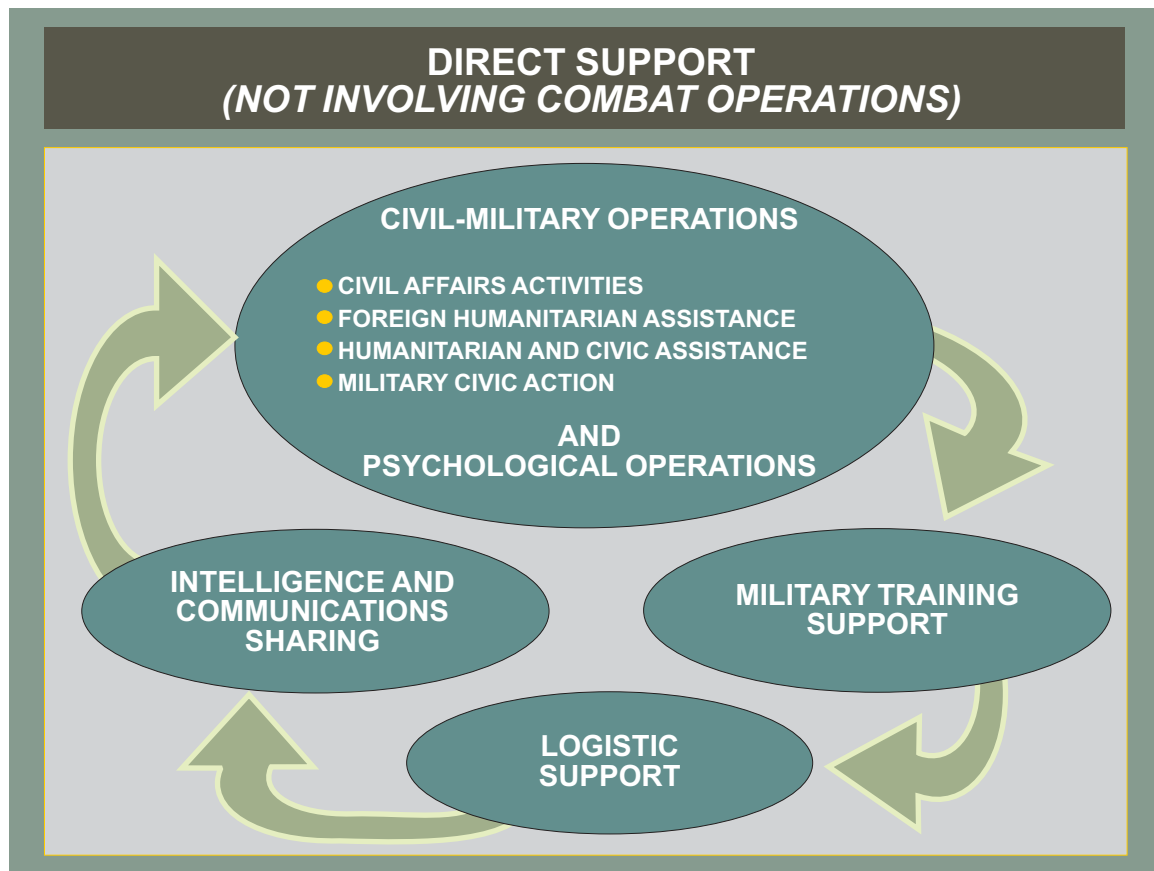 DIRECT SUPPORT
(NOT INVOLVING COMBAT OPERATIONS)
CIVIL-MILITARY OPERATIONS
CIVIL AFFAIRS ACTIVITIES
FOREIGN HUMANITARIAN ASSISTANCE
HUMANITARIAN AND CIVIC ASSISTANCE
MILITARY CIVIC ACTION
AND
PSYCHOLOGICAL OPERATIONS
INTELLIGENCE AND
COMMUNICATIONS
SHARING
MILITARY TRAINING
SUPPORT
LOGISTIC
SUPPORT